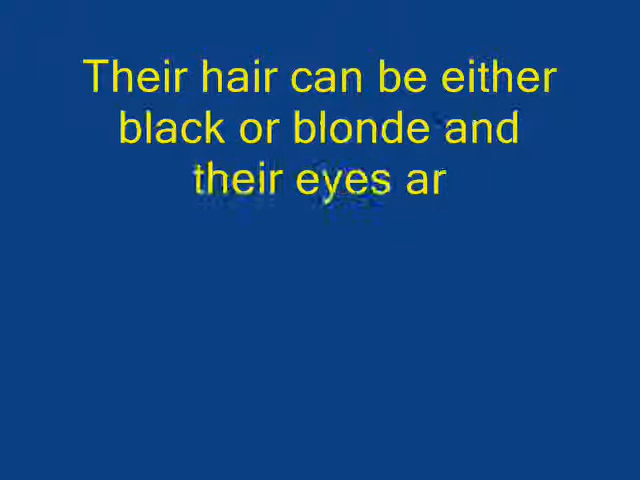 Their hair can be either
black or blonde and
their eyes ar